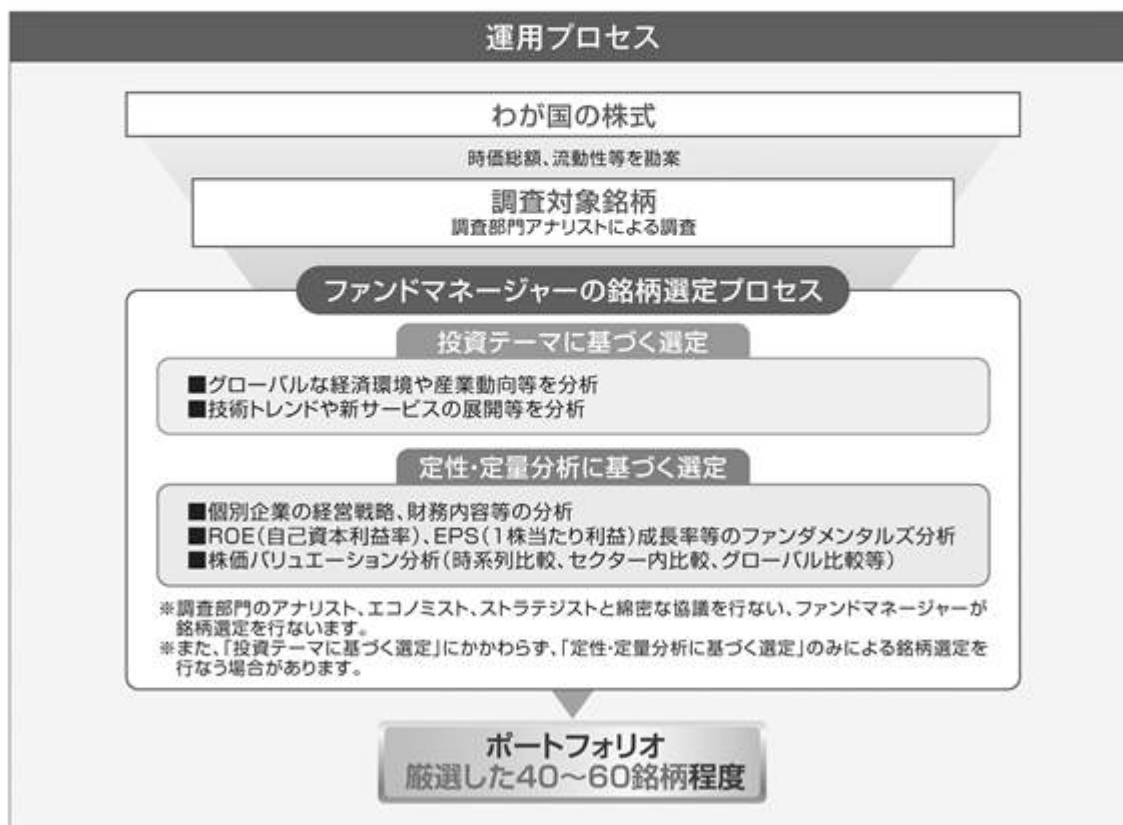 運用プロセス
わが国の株式
時価総額、流動性等を勘案
調査対象銘柄
調査部門アナリストによる調査
ファンドマネージャーの銘柄選定プロセス
投資テーマに基づく選定
■グローバルな経済環境や産業動向等を分析
■技術トレンドや新サービスの展開等を分析
定性・定量分析に基づく選定
■個別企業の経営戦略、財務内容等の分析
■ROE(自己資本利益率)、EPS(1株当たり利益)成長率等のファンダメンタルズ分析
■株価バリュエーション分析(時系列比較、セクター内比較、グローバル比較等)
※調査部門のアナリスト、エコノミスト、ストラテジストと綿密な協議を行ない、ファンドマネージャーが
銘柄選定を行ないます。
※また、「投資テーマに基づく選定」にかかわらず、「定性・定量分析に基づく選定」のみによる銘柄選定を
行なう場合があります。
ポートフォリオ
厳選した40～60銘柄程度